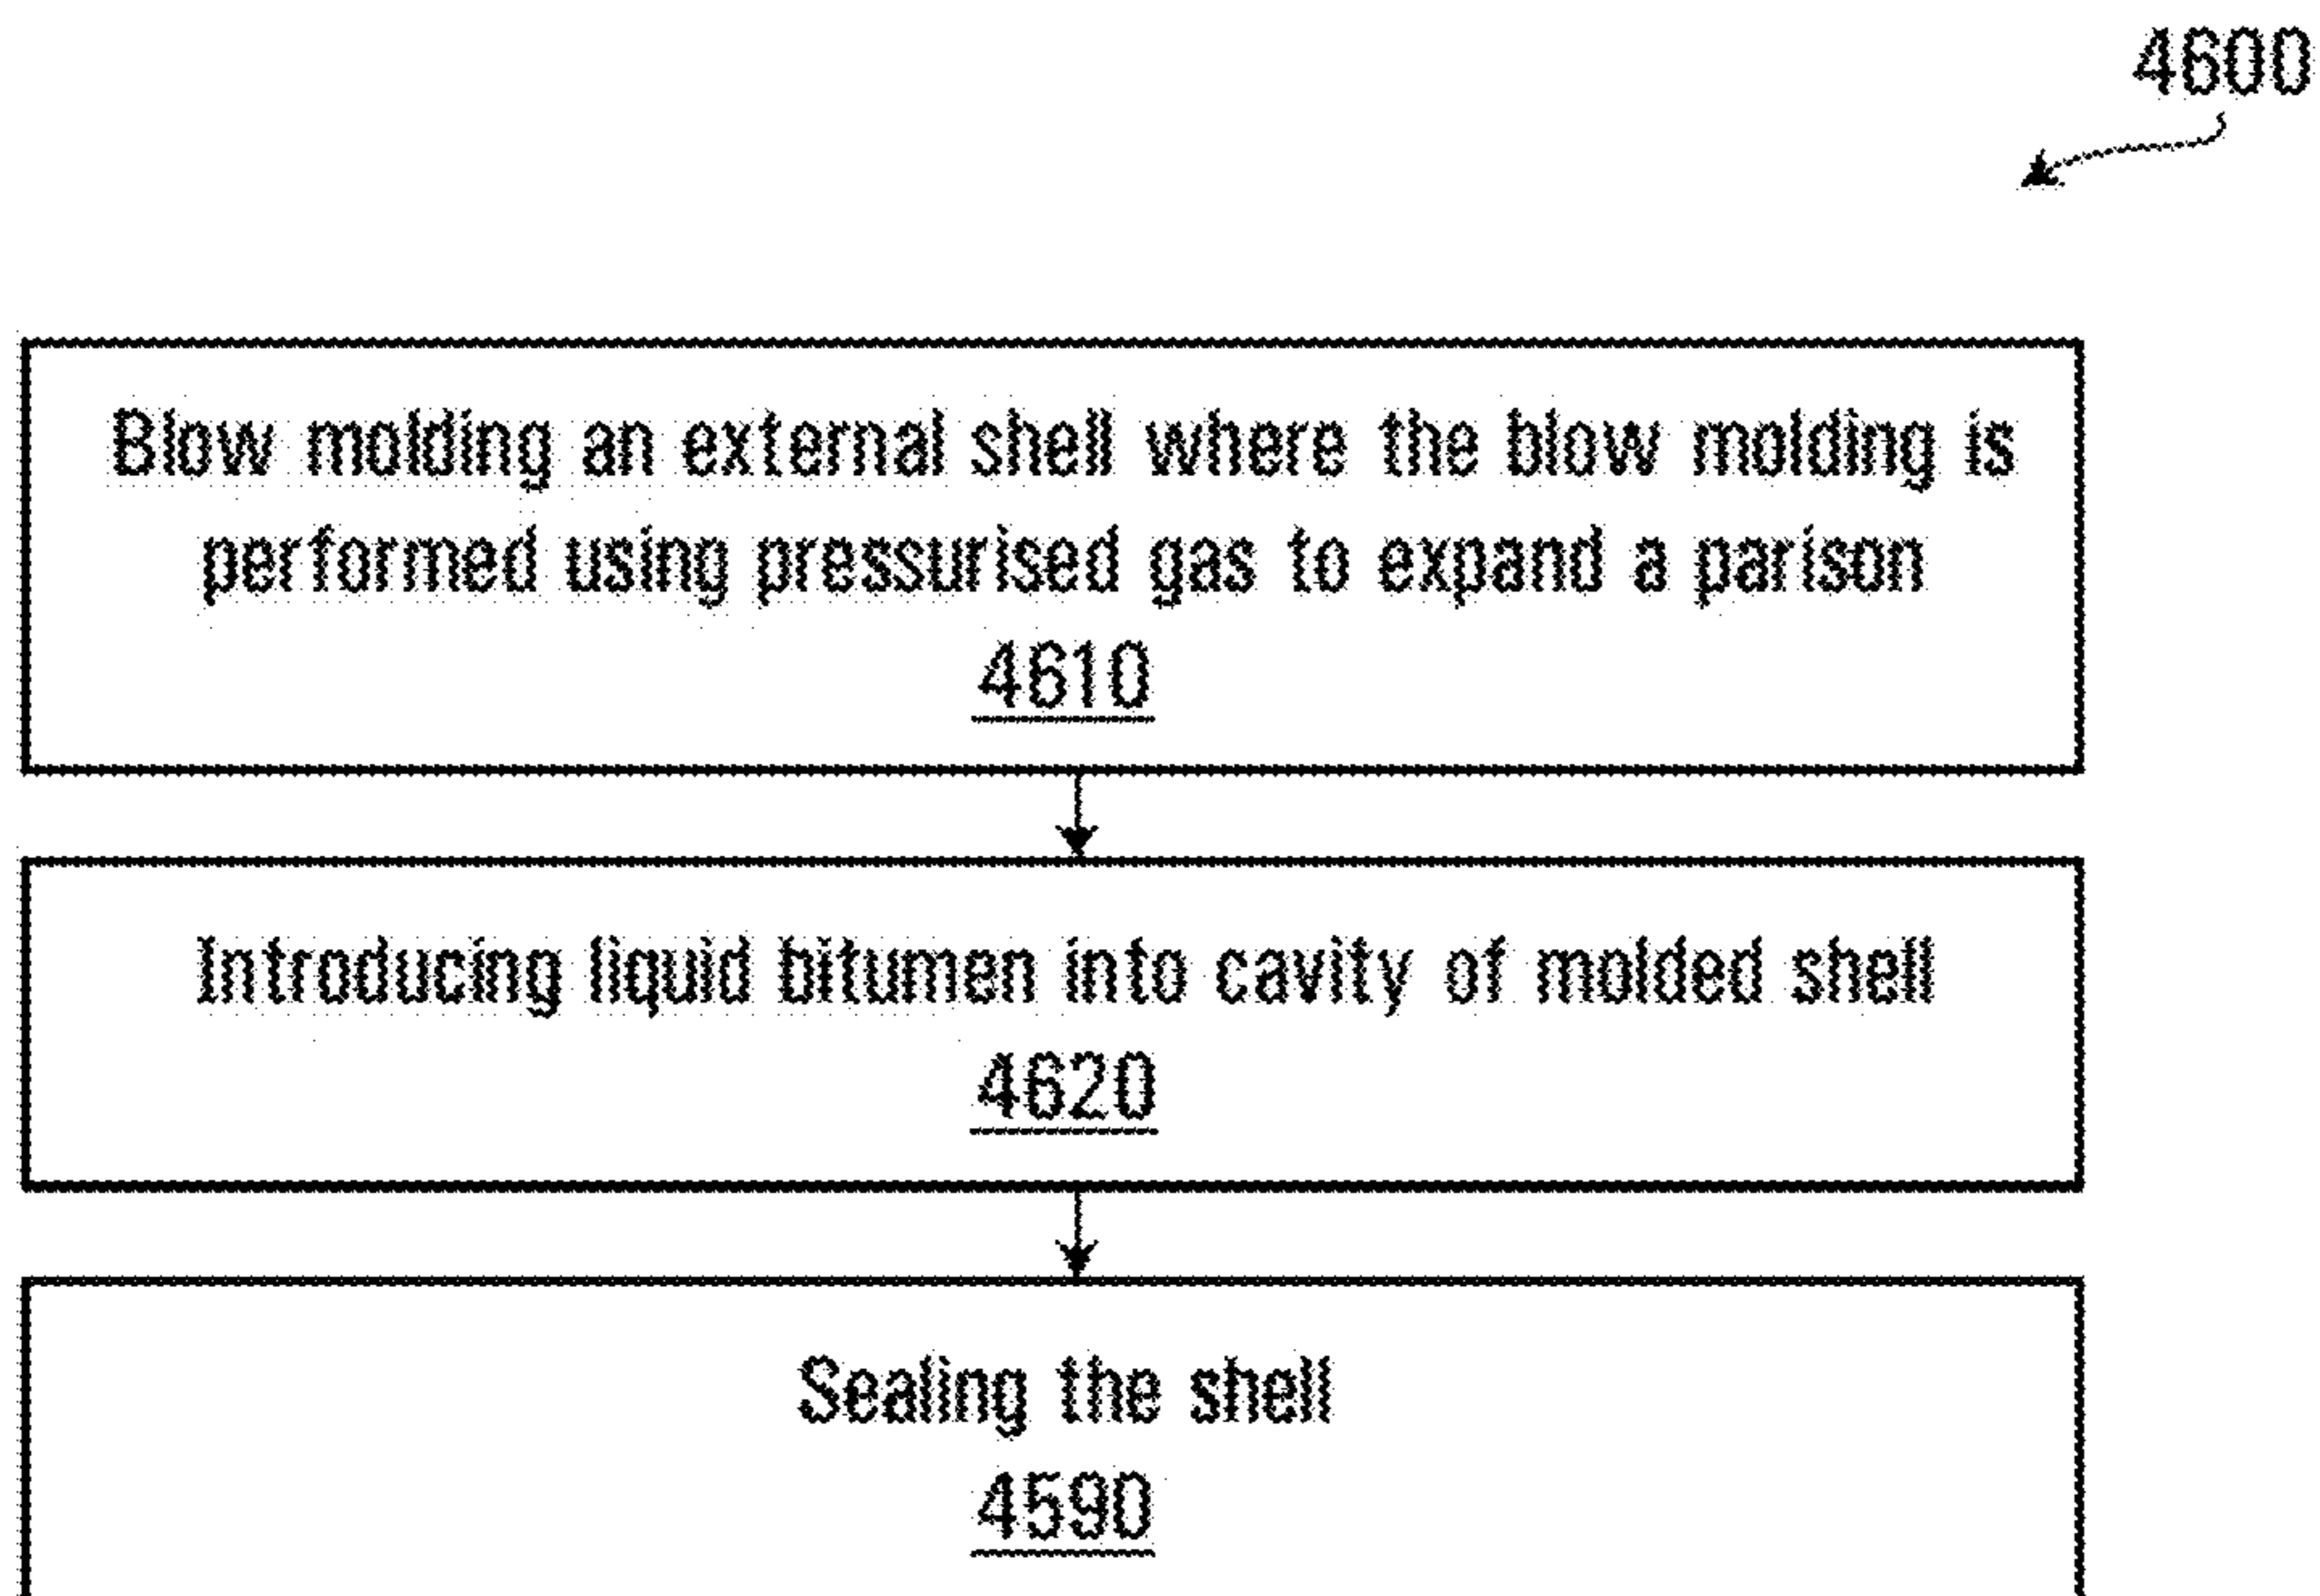 4600
Blow molding an external shell where the blow molding is
performed using pressurised gas to expand a parison
4610
Introducing liquid bitumen into cavity of molded shell
4620
Sealing the shell
4590